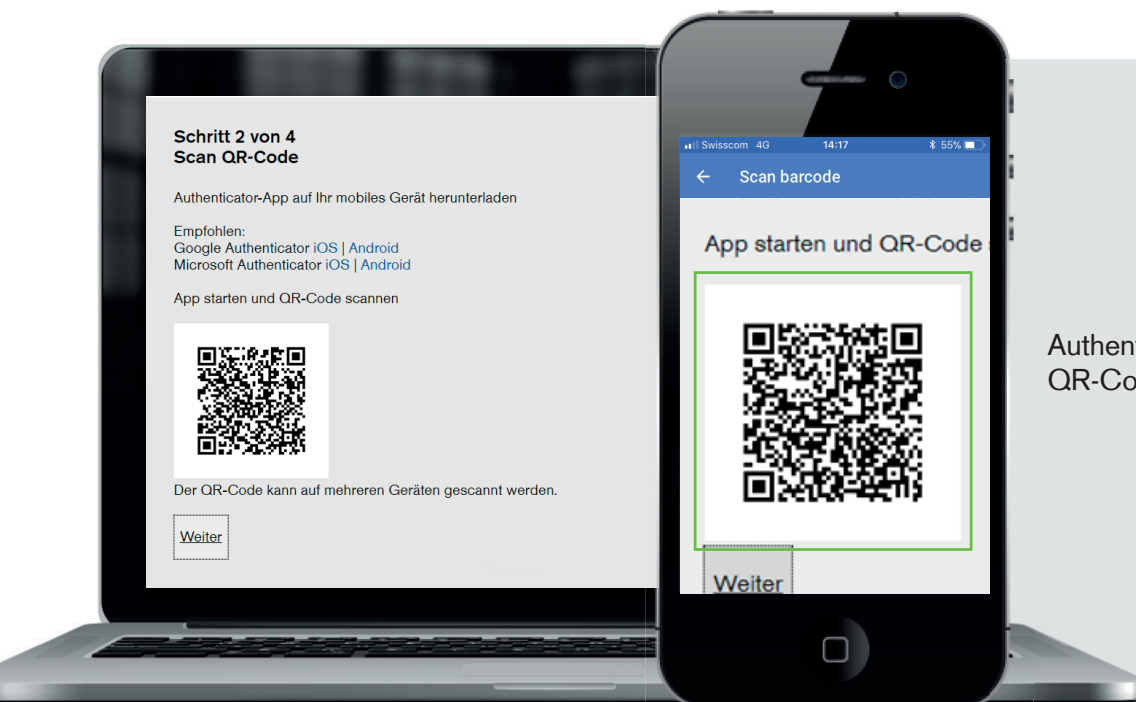 Schritt 2 von 4
Scan QR-Code
Authenticator-App auf Ihr mobiles Gerät herunterladen
Empfohlen:
Google Authenticator iOS | Android
Microsoft Authenticator iOS | Android
App starten und QR-Code scannen
Der QR-Code kann auf mehreren Geräten gescannt werden.
Weiter
Swisscom 4G 14:17 55%
Scan barcode
App starten und QR-Code
Weiter
QR-Co